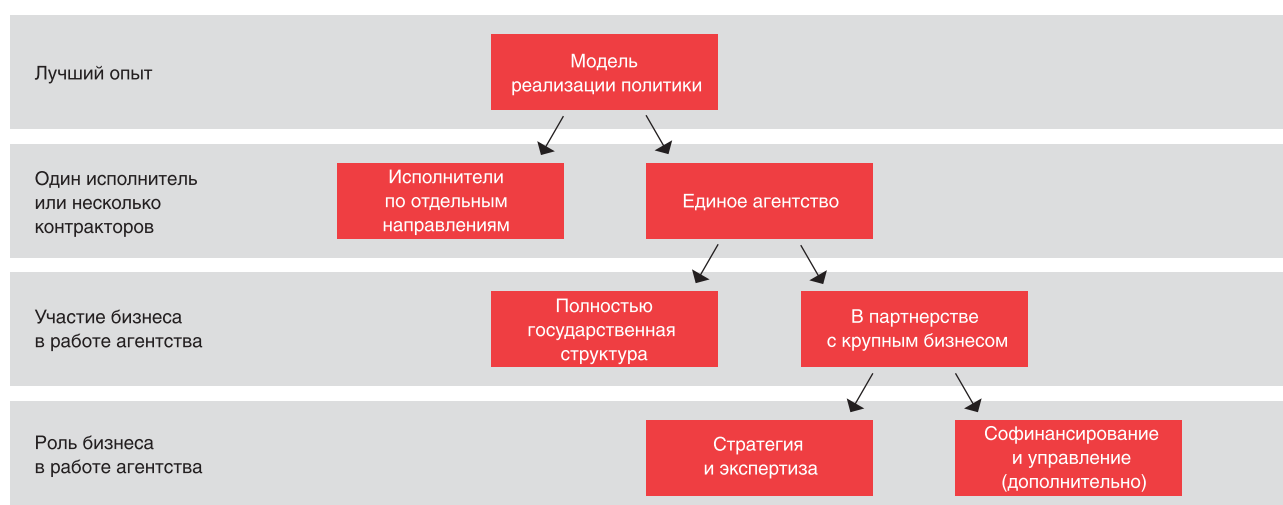 Лучший опыт
Модель
реализации политики
Один исполнитель
или несколько
контракторов
Исполнители
по отдельным
направлениям
Единое агентство
Участие бизнеса
в работе агентства
Полностью
государственная
структура
В партнерстве
с крупным бизнесом
Роль бизнеса
в работе агентства
Стратегия
и экспертиза
Софинансирование
и управление
(дополнительно)